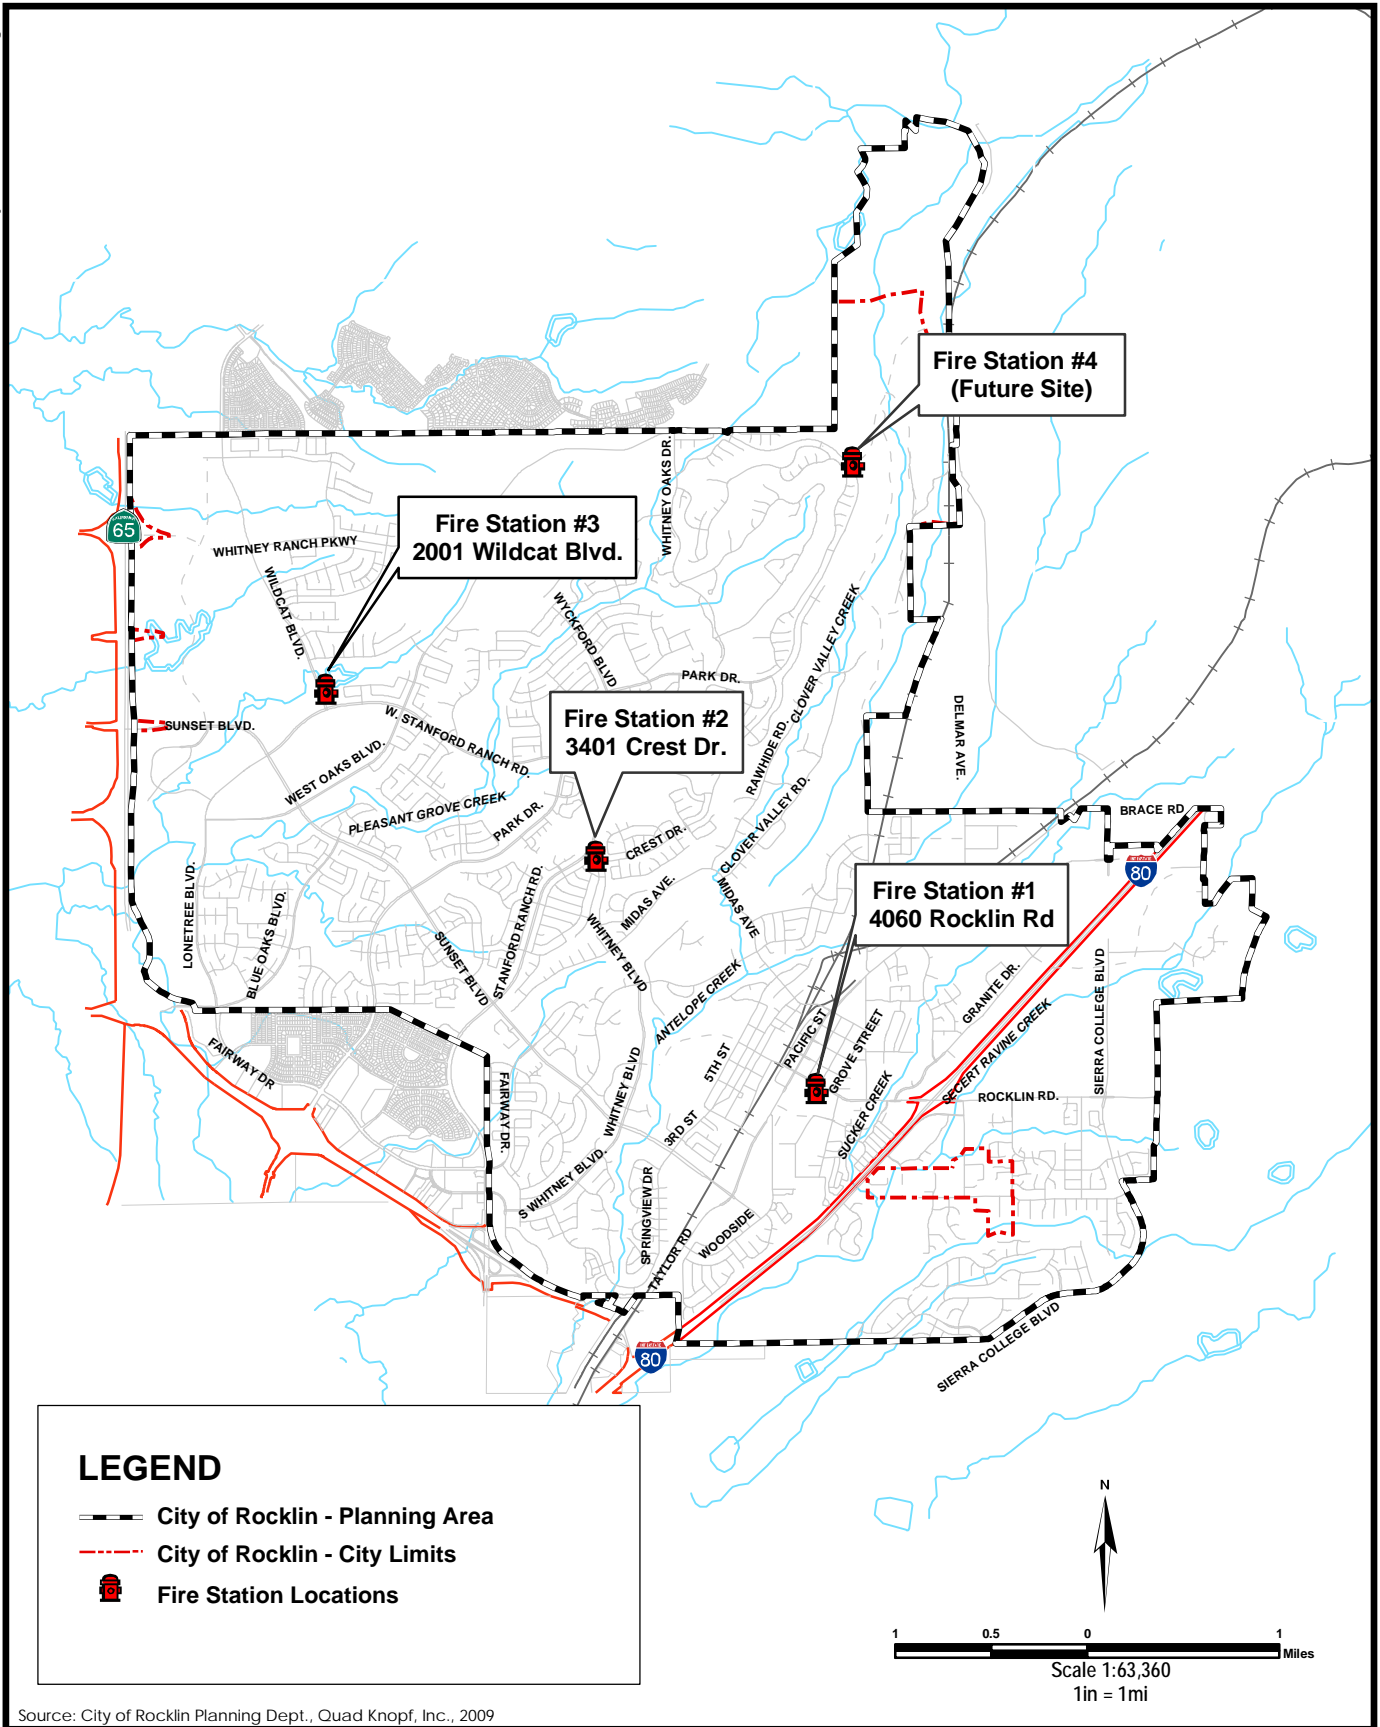 Fire Station #4
(Future Site)
WHITNEY OAKS DR.
65
Fire Station #3
2001 Wildcat Blvd.
WHITNEY RANCH PKWY
WILDCAT BLVD.
WYCKFORD BLVD
CLOVER VALLEY CREEK
PARK DR.
SUNSET BLVD.
W. STANFORD RANCH RD.
Fire Station #2
3401 Crest Dr.
RAWHIDE RD.
DELMAR AVE.
WEST OAKS BLVD.
PLEASANT GROVE CREEK
PARK DR.
CREST DR.
CLOVER VALLEY RD.
BRACE RD
80
Fire Station #1
4060 Rocklin Rd
LONETREE BLVD.
BLUE OAKS BLVD.
SUNSET BLVD
STANFORD RANCH RD.
WHITNEY BLVD
MIDAS AVE.
MIDAS AVE
ANTELOPE CREEK
GRANITE DR.
SIERRA COLLEGE BLVD
SECERT RAVINE CREEK
FAIRWAY DR
FAIRWAY DR.
WHITNEY BLVD
5TH ST
PACIFIC ST
GROVE STREET
ROCKLIN RD.
3RD ST
SUCKER CREEK
S WHITNEY BLVD.
SPRINGVIEW DR
TAYLOR RD
WOODSIDE
SIERRA COLLEGE BLVD
80
LEGEND
City of Rocklin - Planning Area
City of Rocklin - City Limits
Fire Station Locations
N
1 0.5 0 1
Miles
Scale 1:63,360
1in = 1mi
Source: City of Rocklin Planning Dept., Quad Knopf, Inc., 2009